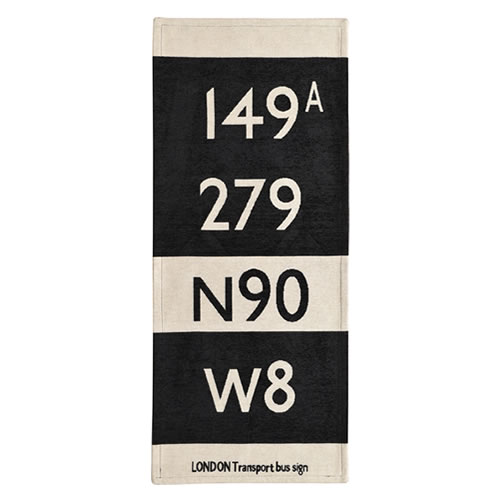 149A
279
N90
W8
LONDON Transport bus sign